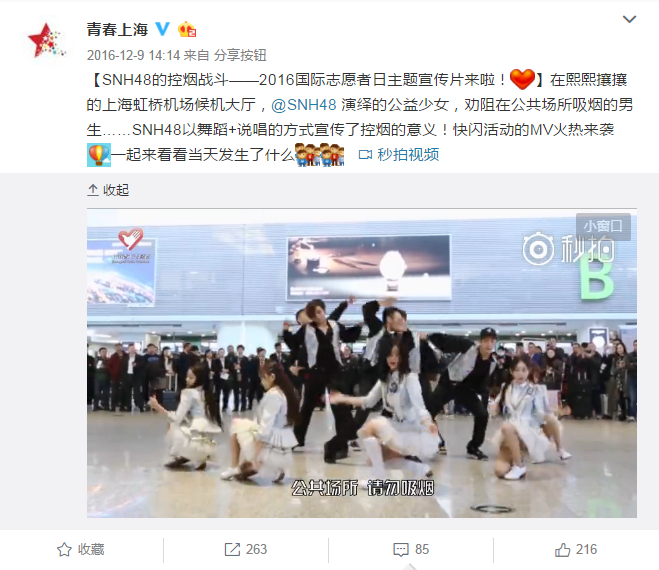 青春上海
2016-12-9 14:14 来自 分享按钮
【SNH48的控烟战斗——2016国际志愿者日主题宣传片来啦！】在熙熙攘攘
的上海虹桥机场候机大厅，@SNH48 演绎的公益少女，劝阻在公共场所吸烟的男
生……SNH48以舞蹈+说唱的方式宣传了控烟的意义！快闪活动的MV火热来袭
一起来看看当天发生了什么 秒拍视频
收起
小窗口
秒拍
B
公共场所 请勿吸烟
收藏
263
85
216